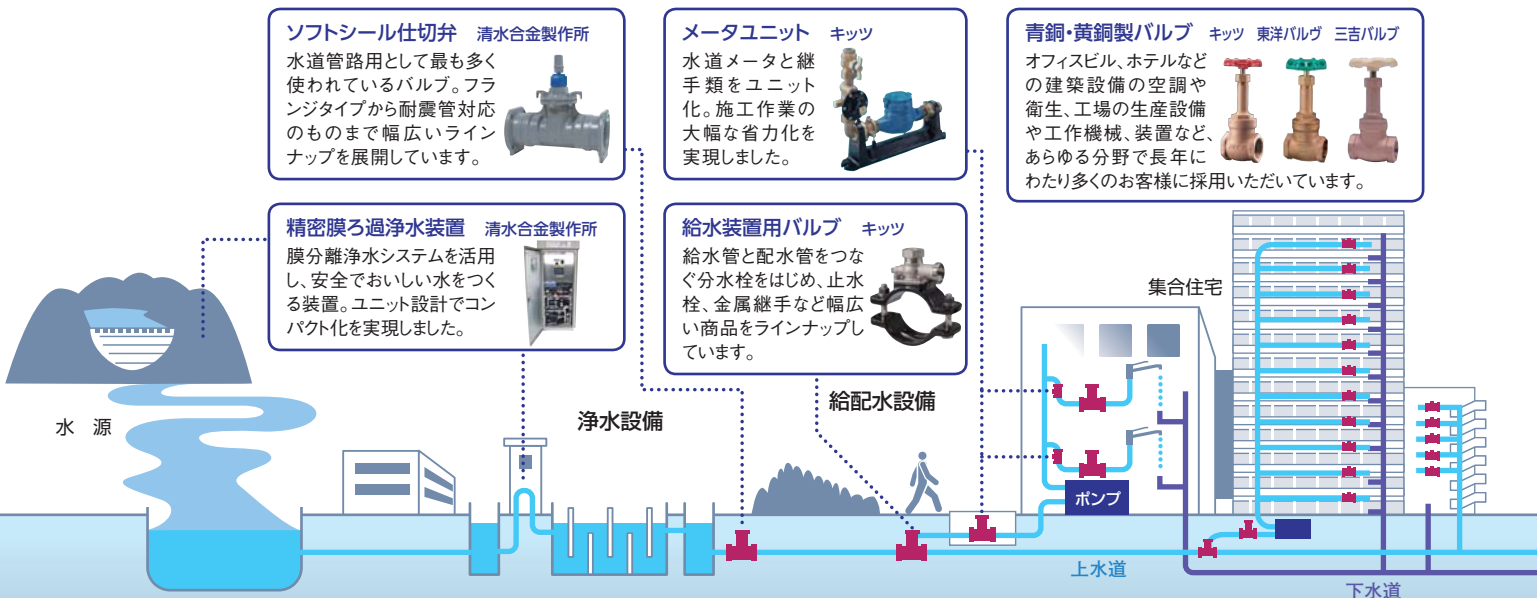 ソフトシール仕切弁 清水合金製作所
水道管路用として最も多く
使われているバルブ。フラ
ンジタイプから耐震管対応
のものまで幅広いライン
ナップを展開しています。
メータユニット キッツ
水道メータと継
手類をユニット
化。施工作業の
大幅な省力化を
実現しました。
青銅・黄銅製バルブ キッツ 東洋バルヴ 三吉バルブ
オフィスビル、ホテルなど
の建築設備の空調や
衛生、工場の生産設備
や工作機械、装置など、
あらゆる分野で長年に
わたり多くのお客様に採用いただいています。
精密膜ろ過浄水装置 清水合金製作所
膜分離浄水システムを活用
し、安全でおいしい水をつく
る装置。ユニット設計でコン
パクト化を実現しました。
給水装置用バルブ キッツ
給水管と配水管をつな
ぐ分水栓をはじめ、止水
栓、金属継手など幅広
い商品をラインナップし
ています。
集合住宅
水 源
浄水設備
給配水設備
ポンプ
上水道
下水道